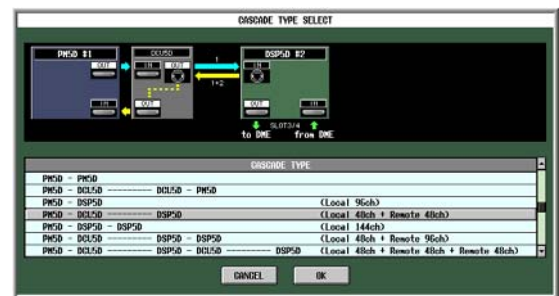 CASCADE TYPE SELECT
PM5D #1 DCU5D DSP5D #2
OUT IN OUT 1 IN
1+2
IN OUT OUT IN
SLOT3/4
to DME from DME
CASCADE TYPE
PM5D - PM5D
PM5D - DCU5D --------- DCU5D - PM5D
PM5D - DSP5D (Local 96ch)
PM5D - DCU5D --------- DSP5D (Local 48ch + Remote 48ch)
PM5D - DSP5D - DSP5D (Local 144ch)
PM5D - DCU5D --------- DSP5D - DSP5D (Local 48ch + Remote 96ch)
PM5D - DCU5D --------- DSP5D - DCU5D --------- DSP5D (Local 48ch + Remote 48ch + Remote 48ch)
CANCEL OK